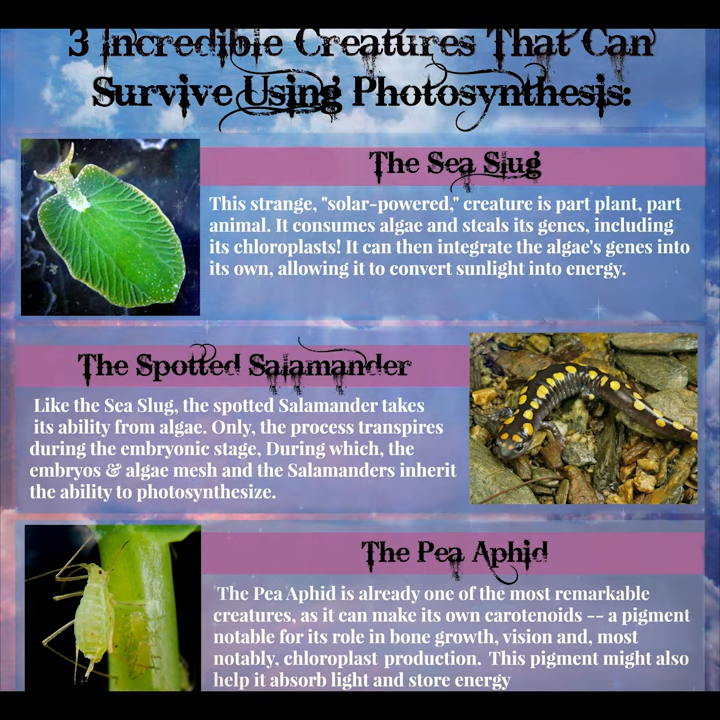 3 Incredible Creatures That Can
Survive Using Photosynthesis:
The Sea Slug
This strange, "solar-powered," creature is part plant, part
animal. It consumes algae and steals its genes, including
its chloroplasts! It can then integrate the algae's genes into
its own, allowing it to convert sunlight into energy.
The Spotted Salamander
Like the Sea Slug, the spotted Salamander takes
its ability from algae. Only, the process transpires
during the embryonic stage, During which, the
embryos & algae mesh and the Salamanders inherit
the ability to photosynthesize.
The Pea Aphid
The Pea Aphid is already one of the most remarkable
creatures, as it can make its own carotenoids -- a pigment
notable for its role in bone growth, vision and, most
notably, chloroplast production. This pigment might also
help it absorb light and store energy